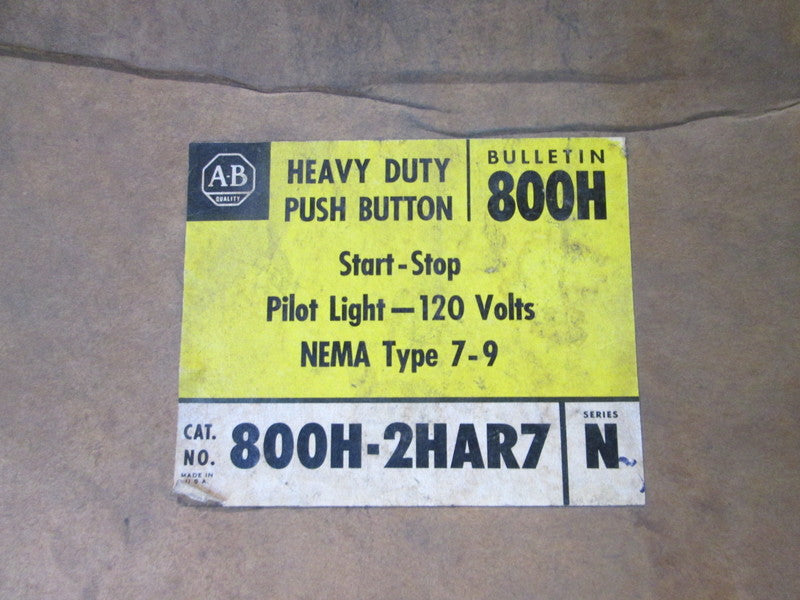 A-B
QUALITY
HEAVY DUTY
PUSH BUTTON
BULLETIN
800H
Start-Stop
Pilot Light—120 Volts
NEMA Type 7-9
CAT.
NO.
MADE IN
U.S.A.
800H-2HAR7
SERIES
N